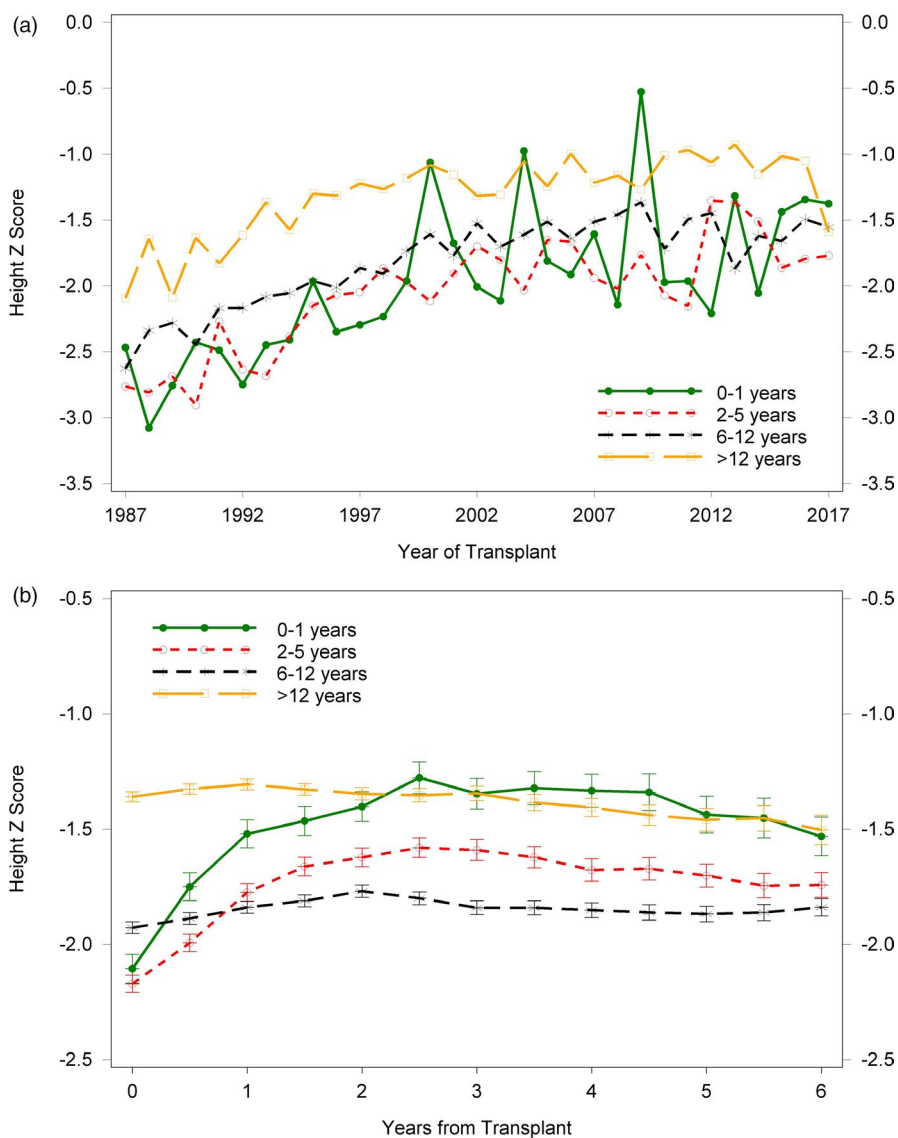 (a)
0.0 0.0
-0.5 -0.5
-1.0 -1.0
-1.5 -1.5
-2.0 -2.0
-2.5 -2.5
-3.0 -3.0
-3.5 -3.5
Height Z Score
0-1 years
2-5 years
6-12 years
>12 years
1987 1992 1997 2002 2007 2012 2017
Year of Transplant
(b)
-0.5 -0.5
-1.0 -1.0
-1.5 -1.5
-2.0 -2.0
-2.5 -2.5
Height Z Score
0-1 years
2-5 years
6-12 years
>12 years
0 1 2 3 4 5 6
Years from Transplant